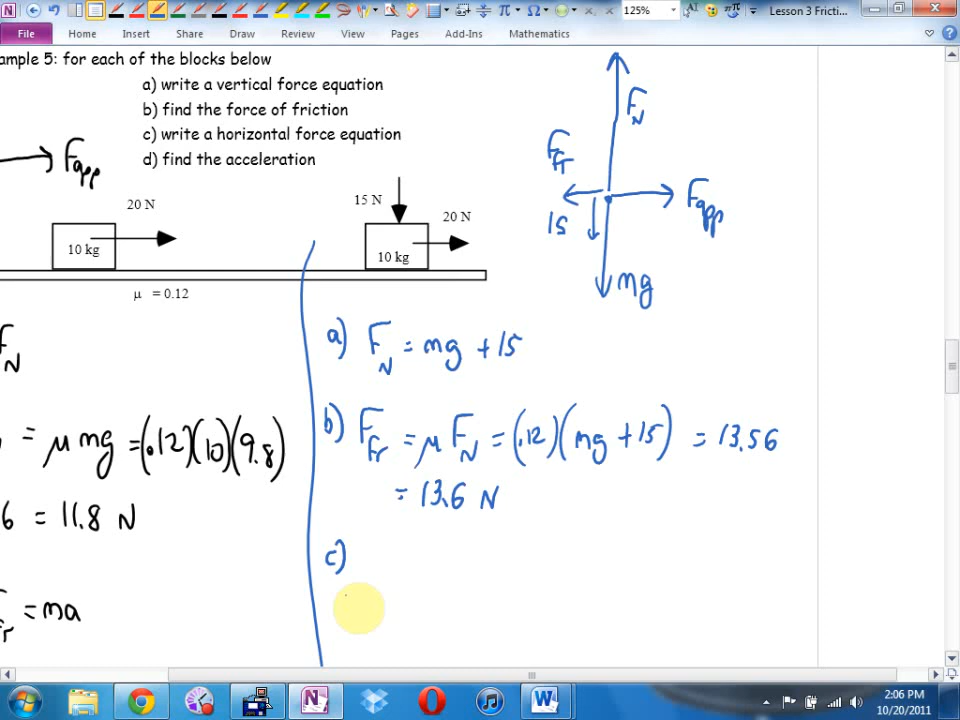 125%
Lesson 3 Fricti...
File Home Insert Share Draw Review View Pages Add-Ins Mathematics
ample 5: for each of the blocks below
a) write a vertical force equation
b) find the force of friction
c) write a horizontal force equation
d) find the acceleration
Fapp
20 N
10 kg
15 N
20 N
10 kg
μ = 0.12
FN
FFr
Fapp
15
mg
FN
a) FN = mg + 15
= μ mg = (.12)(10)(9.8)
b) FFr = μ FN = (.12)(mg + 15) = 13.56
= 13.6 N
6 = 11.8 N
c)
Fr = ma
2:06 PM
10/20/2011